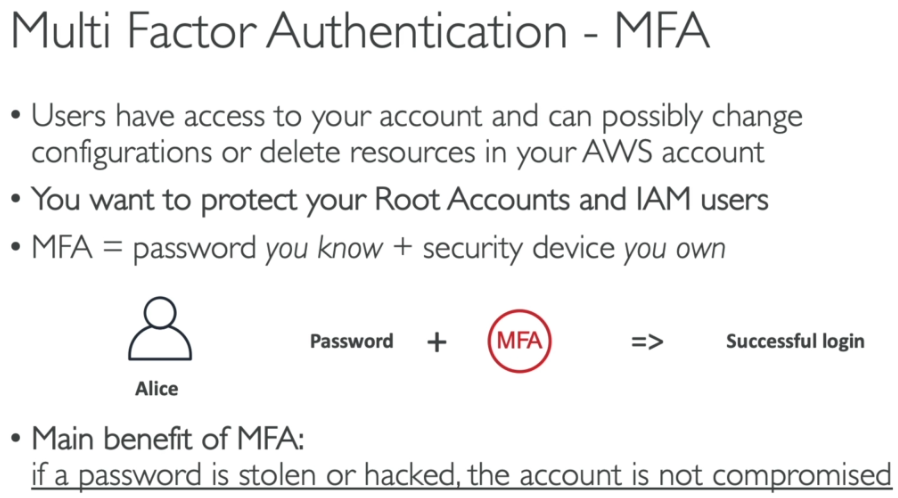 Multi Factor Authentication - MFA
• Users have access to your account and can possibly change
configurations or delete resources in your AWS account
• You want to protect your Root Accounts and IAM users
• MFA = password you know + security device you own
Password + MFA => Successful login
Alice
• Main benefit of MFA:
if a password is stolen or hacked, the account is not compromised